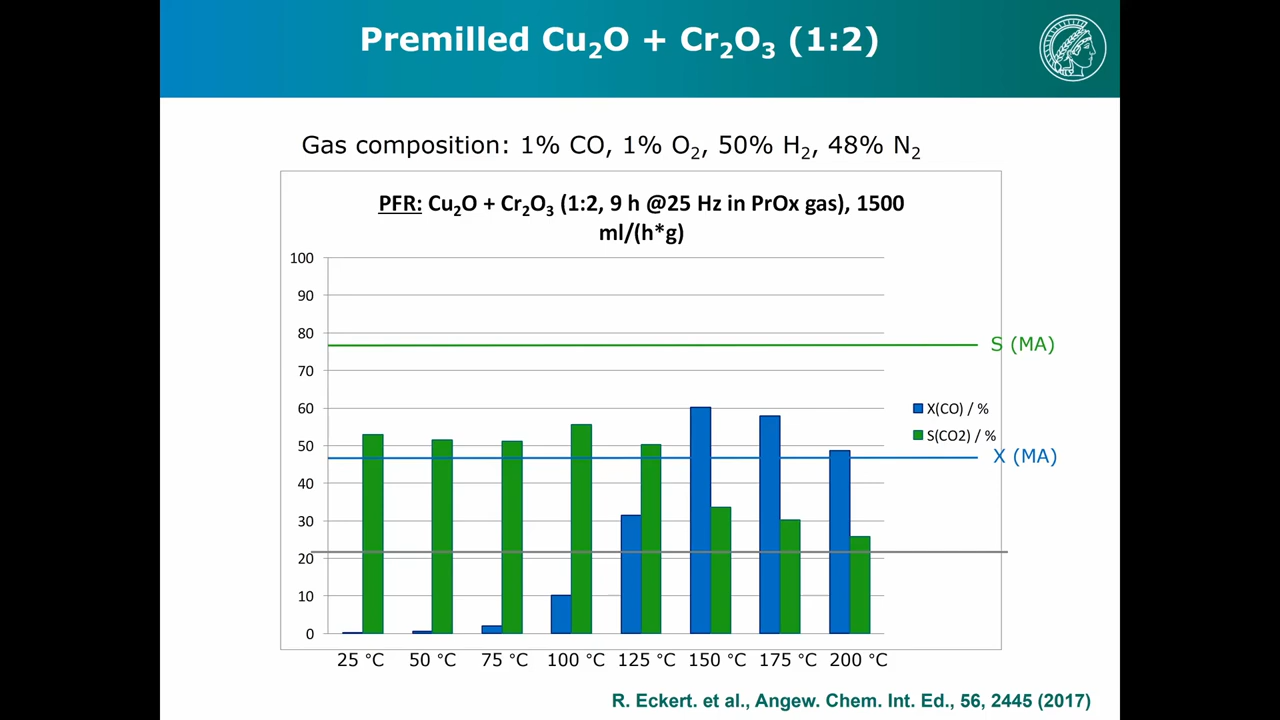 Premilled Cu₂O + Cr₂O₃ (1:2)
Gas composition: 1% CO, 1% O₂, 50% H₂, 48% N₂
PFR: Cu₂O + Cr₂O₃ (1:2, 9 h @25 Hz in PrOx gas), 1500
ml/(h*g)
100
90
80
S (MA)
70
60
X(CO) / %
S(CO2) / %
50
X (MA)
40
30
20
10
0
25 °C 50 °C 75 °C 100 °C 125 °C 150 °C 175 °C 200 °C
R. Eckert. et al., Angew. Chem. Int. Ed., 56, 2445 (2017)